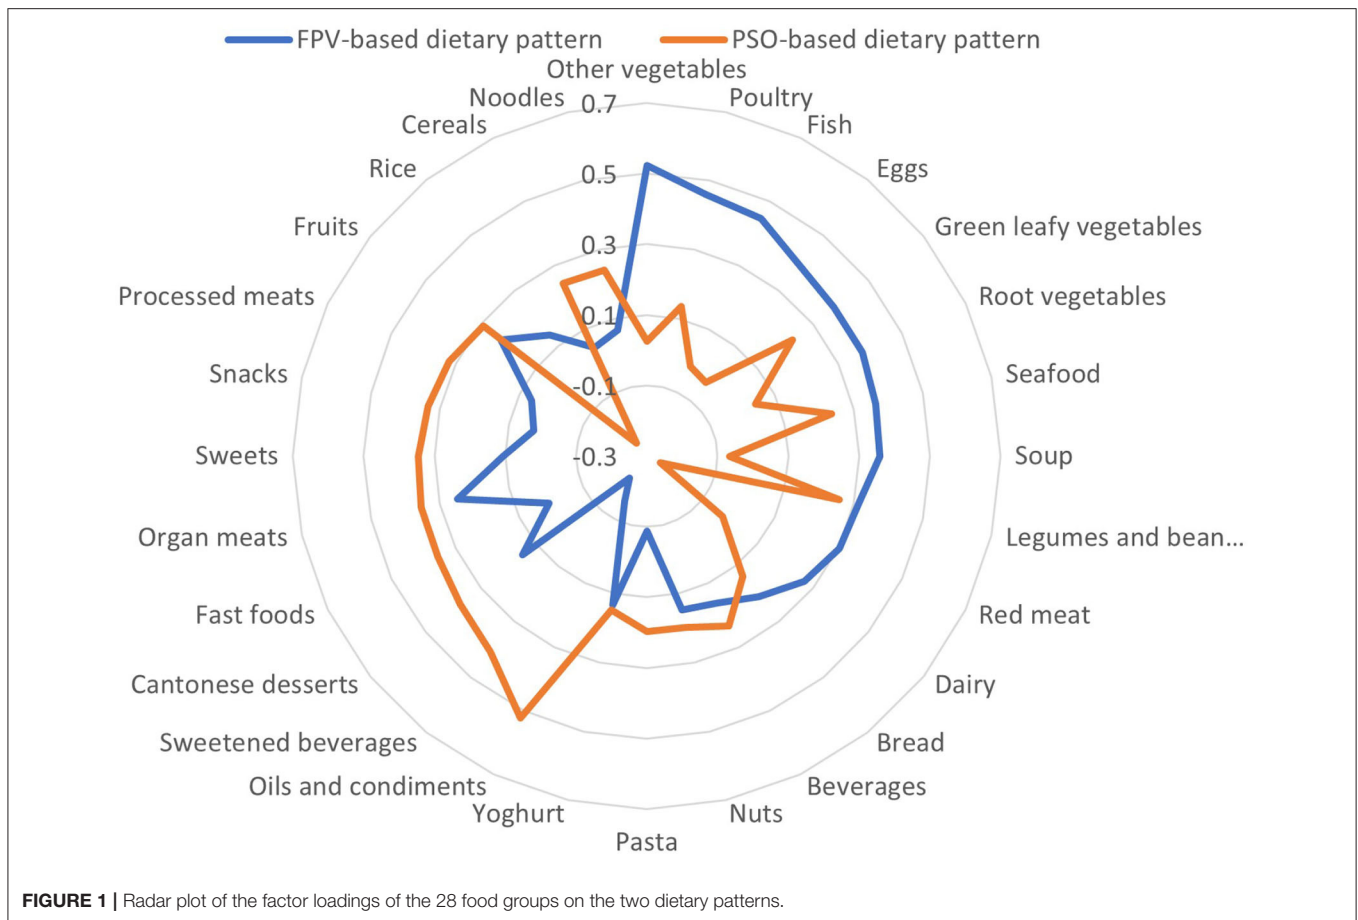 FPV-based dietary pattern
PSO-based dietary pattern
Other vegetables
Noodles
0.7
Poultry
Cereals
Fish
Rice
0.5
Eggs
Fruits
Green leafy vegetables
0.3
Processed meats
Root vegetables
0.1
Snacks
Seafood
-0.1
Sweets
-0.3
Soup
Organ meats
Legumes and bean...
Fast foods
Red meat
Cantonese desserts
Dairy
Sweetened beverages
Bread
Oils and condiments
Beverages
Yoghurt
Nuts
Pasta
FIGURE 1 | Radar plot of the factor loadings of the 28 food groups on the two dietary patterns.